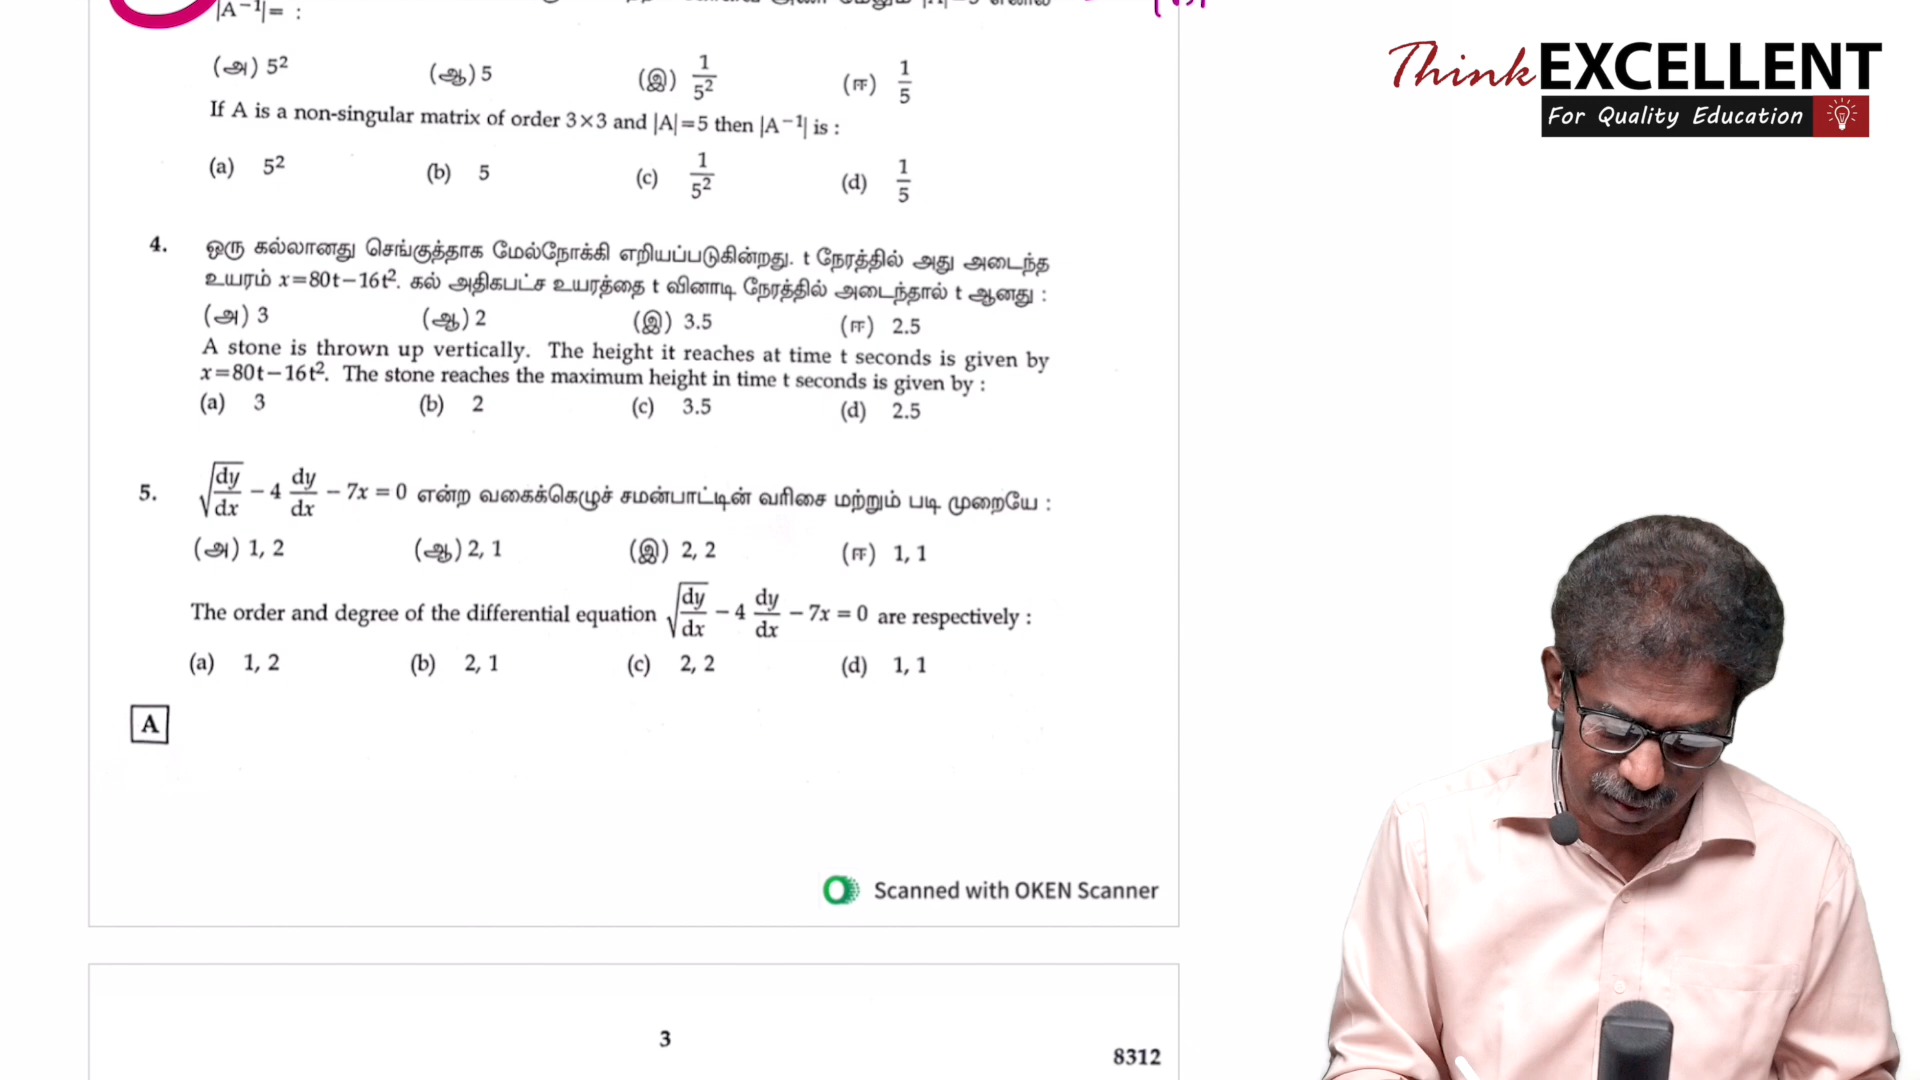 |A⁻¹|= :
(அ) 5² (ஆ) 5 (இ) 1/5² (ஈ) 1/5
If A is a non-singular matrix of order 3×3 and |A|=5 then |A⁻¹| is :
(a) 5² (b) 5 (c) 1/5² (d) 1/5
4. ஒரு கல்லானது செங்குத்தாக மேல்நோக்கி எறியப்படுகின்றது. t நேரத்தில் அது அடைந்த
உயரம் x=80t−16t². கல் அதிகபட்ச உயரத்தை t வினாடி நேரத்தில் அடைந்தால் t ஆனது :
(அ) 3 (ஆ) 2 (இ) 3.5 (ஈ) 2.5
A stone is thrown up vertically. The height it reaches at time t seconds is given by
x=80t−16t². The stone reaches the maximum height in time t seconds is given by :
(a) 3 (b) 2 (c) 3.5 (d) 2.5
5. √(dy/dx) − 4 dy/dx − 7x = 0 என்ற வகைக்கெழுச் சமன்பாட்டின் வரிசை மற்றும் படி முறையே :
(அ) 1, 2 (ஆ) 2, 1 (இ) 2, 2 (ஈ) 1, 1
The order and degree of the differential equation √(dy/dx) − 4 dy/dx − 7x = 0 are respectively :
(a) 1, 2 (b) 2, 1 (c) 2, 2 (d) 1, 1
A
Scanned with OKEN Scanner
3
8312
Think EXCELLENT
For Quality Education